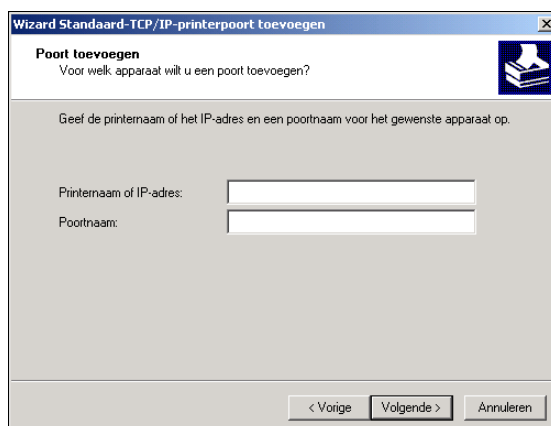 Wizard Standaard-TCP/IP-printerpoort toevoegen
Poort toevoegen
Voor welk apparaat wilt u een poort toevoegen?
Geef de printernaam of het IP-adres en een poortnaam voor het gewenste apparaat op.
Printernaam of IP-adres:
Poortnaam:
< Vorige
Volgende >
Annuleren